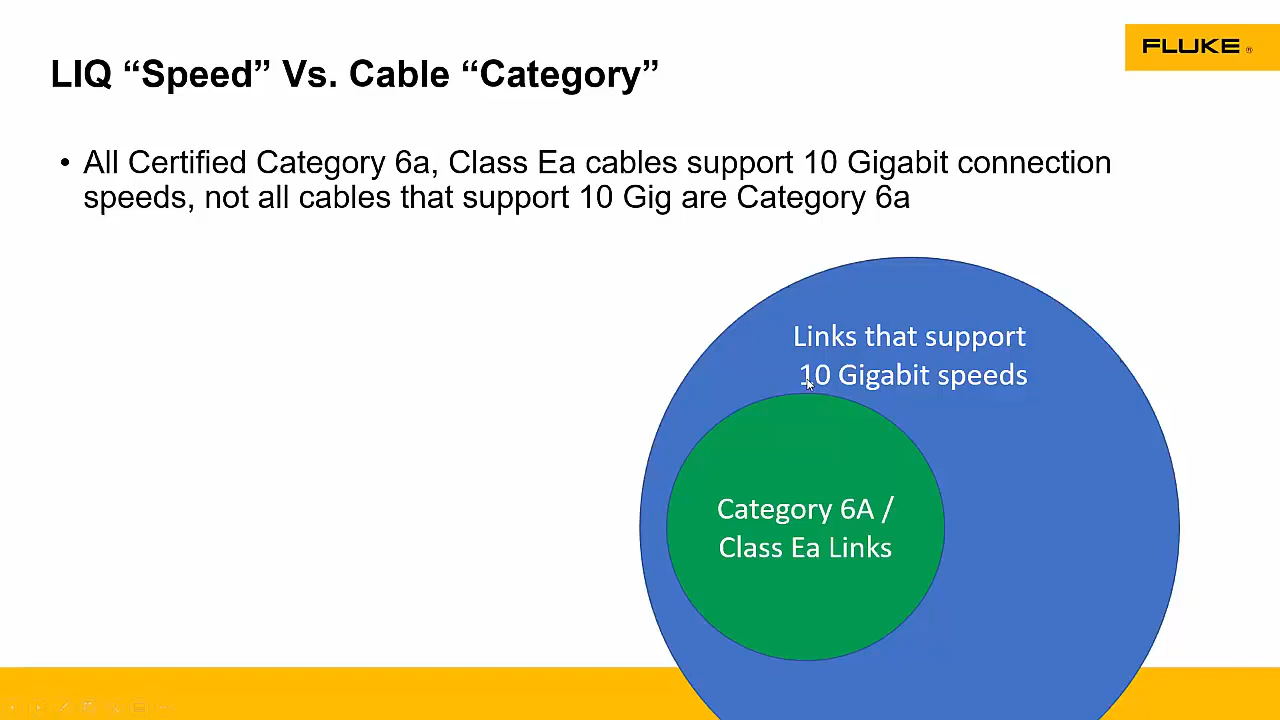 FLUKE ®
LIQ “Speed” Vs. Cable “Category”
• All Certified Category 6a, Class Ea cables support 10 Gigabit connection
speeds, not all cables that support 10 Gig are Category 6a
Links that support
10 Gigabit speeds
Category 6A /
Class Ea Links